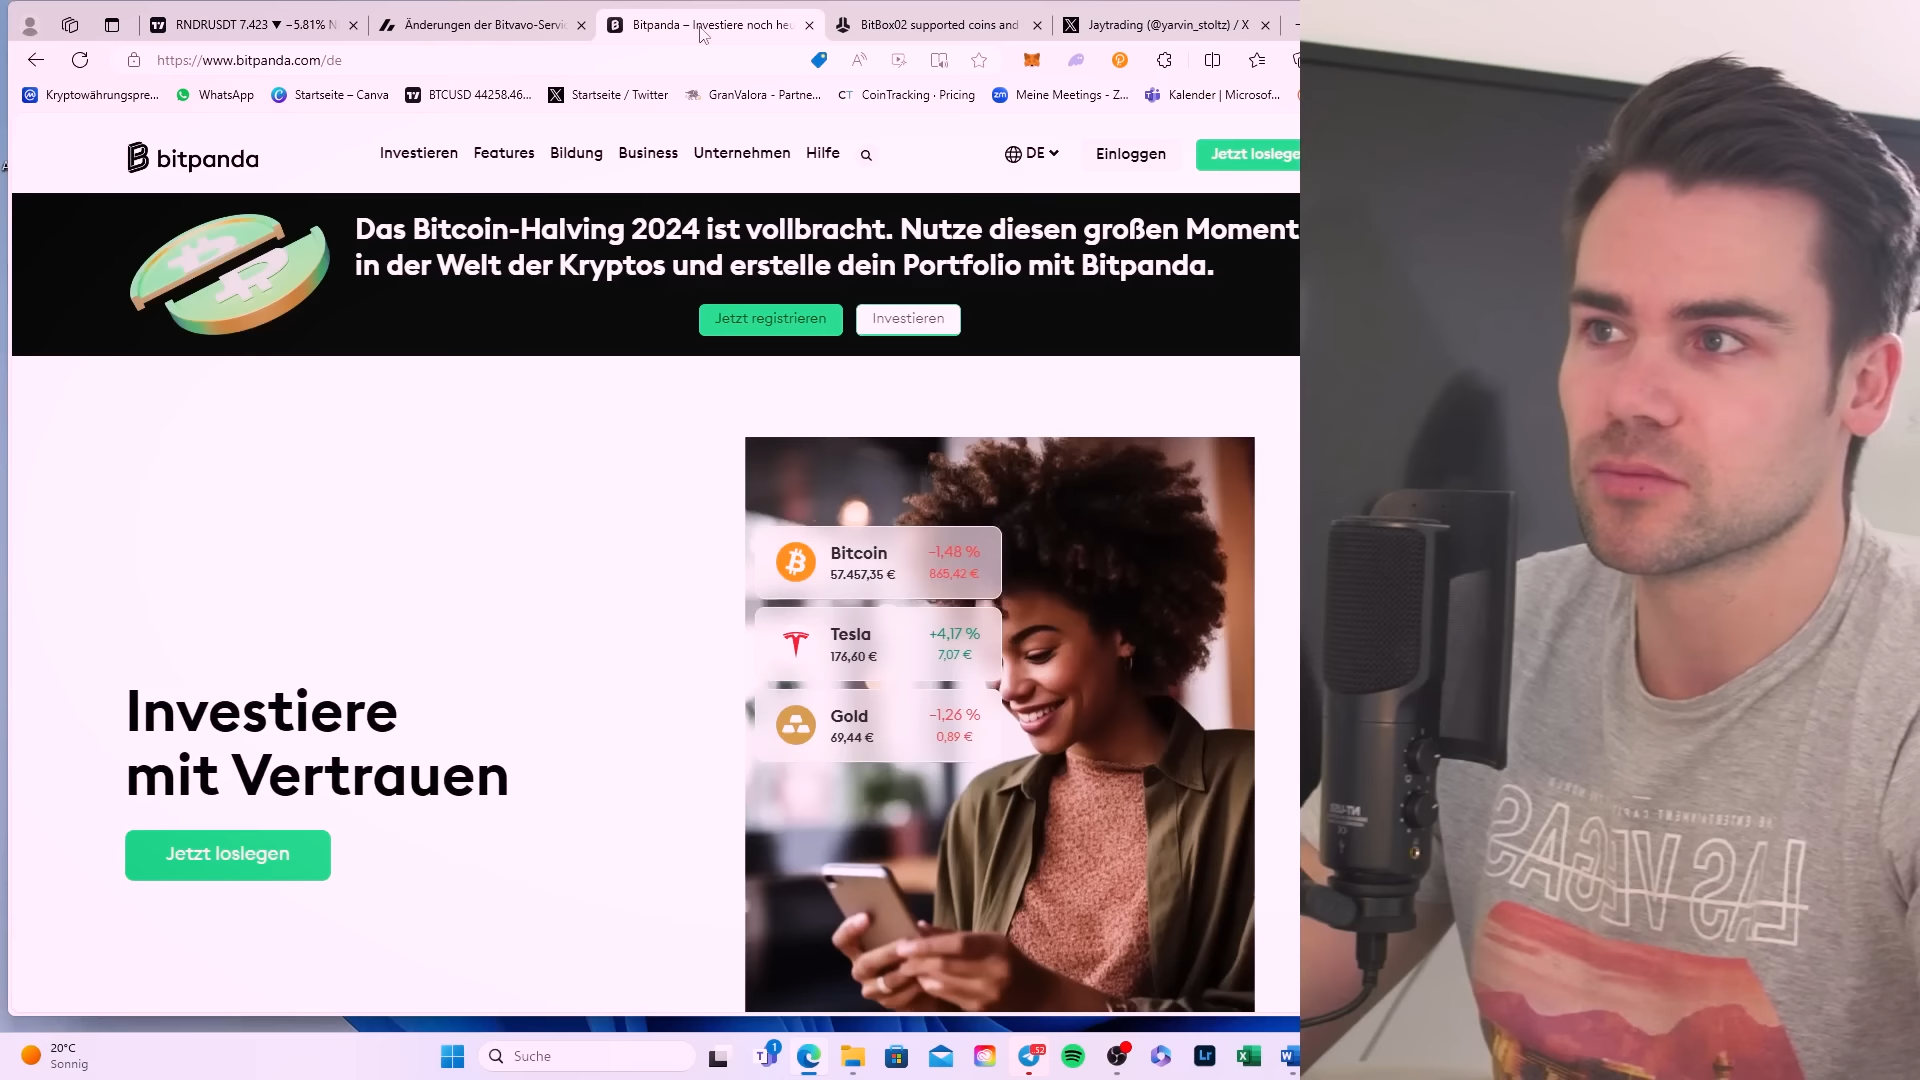 RNDRUSDT 7.423 ▼ −5.81% N
Änderungen der Bitvavo-Servic
Bitpanda – Investiere noch heu
BitBox02 supported coins and
Jaytrading (@yarvin_stoltz) / X
https://www.bitpanda.com/de
Kryptowährungspre...
WhatsApp
Startseite – Canva
BTCUSD 44258.46...
Startseite / Twitter
GranValora - Partne...
CoinTracking · Pricing
Meine Meetings - Z...
Kalender | Microsof...
bitpanda
Investieren
Features
Bildung
Business
Unternehmen
Hilfe
DE
Einloggen
Jetzt loslege
Das Bitcoin-Halving 2024 ist vollbracht. Nutze diesen großen Moment
in der Welt der Kryptos und erstelle dein Portfolio mit Bitpanda.
Jetzt registrieren
Investieren
Bitcoin −1,48 %
57.457,35 € 865,42 €
Tesla +4,17 %
176,60 € 7,07 €
Gold −1,26 %
69,44 € 0,89 €
Investiere
mit Vertrauen
Jetzt loslegen
LAS VEGAS
20°C
Sonnig
Suche
1
52
Lr